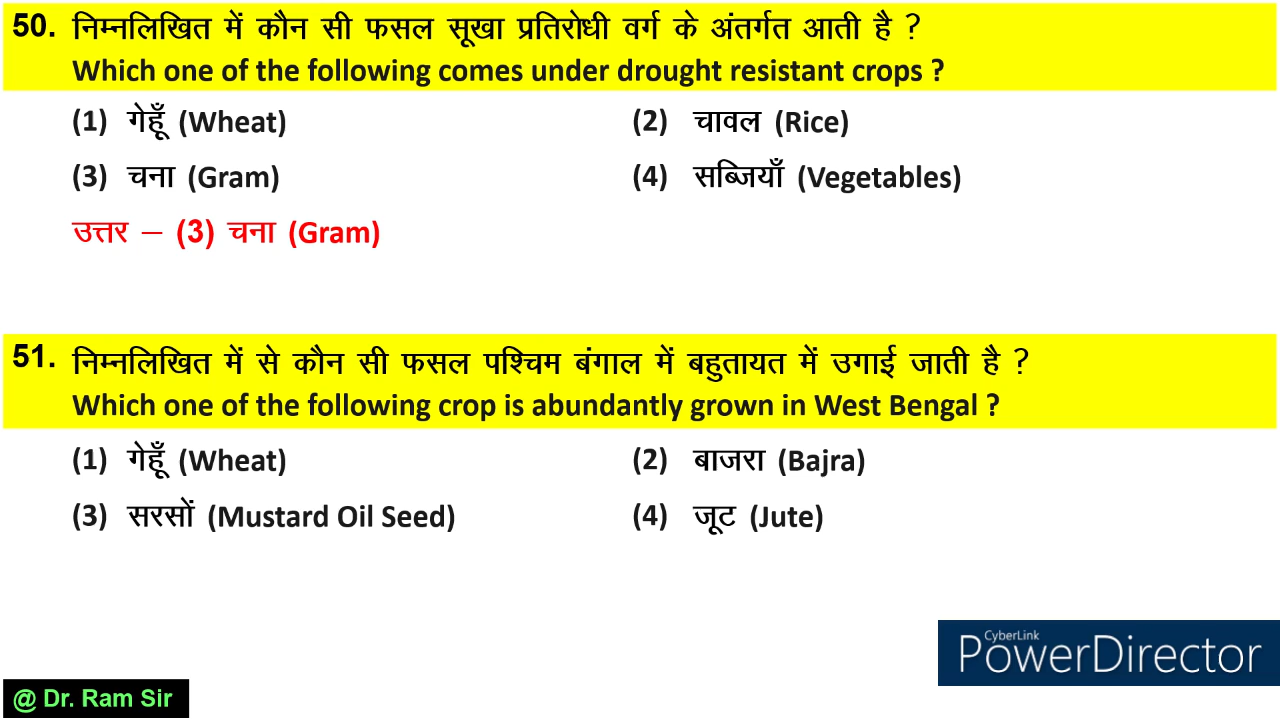 50. निम्नलिखित में कौन सी फसल सूखा प्रतिरोधी वर्ग के अंतर्गत आती है ?
Which one of the following comes under drought resistant crops ?
(1) गेहूँ (Wheat) (2) चावल (Rice)
(3) चना (Gram) (4) सब्जियाँ (Vegetables)
उत्तर – (3) चना (Gram)
51. निम्नलिखित में से कौन सी फसल पश्चिम बंगाल में बहुतायत में उगाई जाती है ?
Which one of the following crop is abundantly grown in West Bengal ?
(1) गेहूँ (Wheat) (2) बाजरा (Bajra)
(3) सरसों (Mustard Oil Seed) (4) जूट (Jute)
CyberLink
PowerDirector
@ Dr. Ram Sir